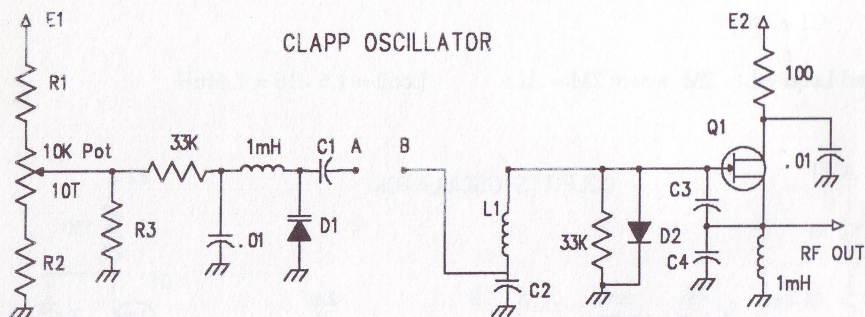 E1
CLAPP OSCILLATOR
E2
R1
100
Q1
10K Pot
33K
1mH
C1
A
B
.01
10T
C3
L1
R3
.01
D1
33K
D2
RF OUT
R2
C2
C4
1mH